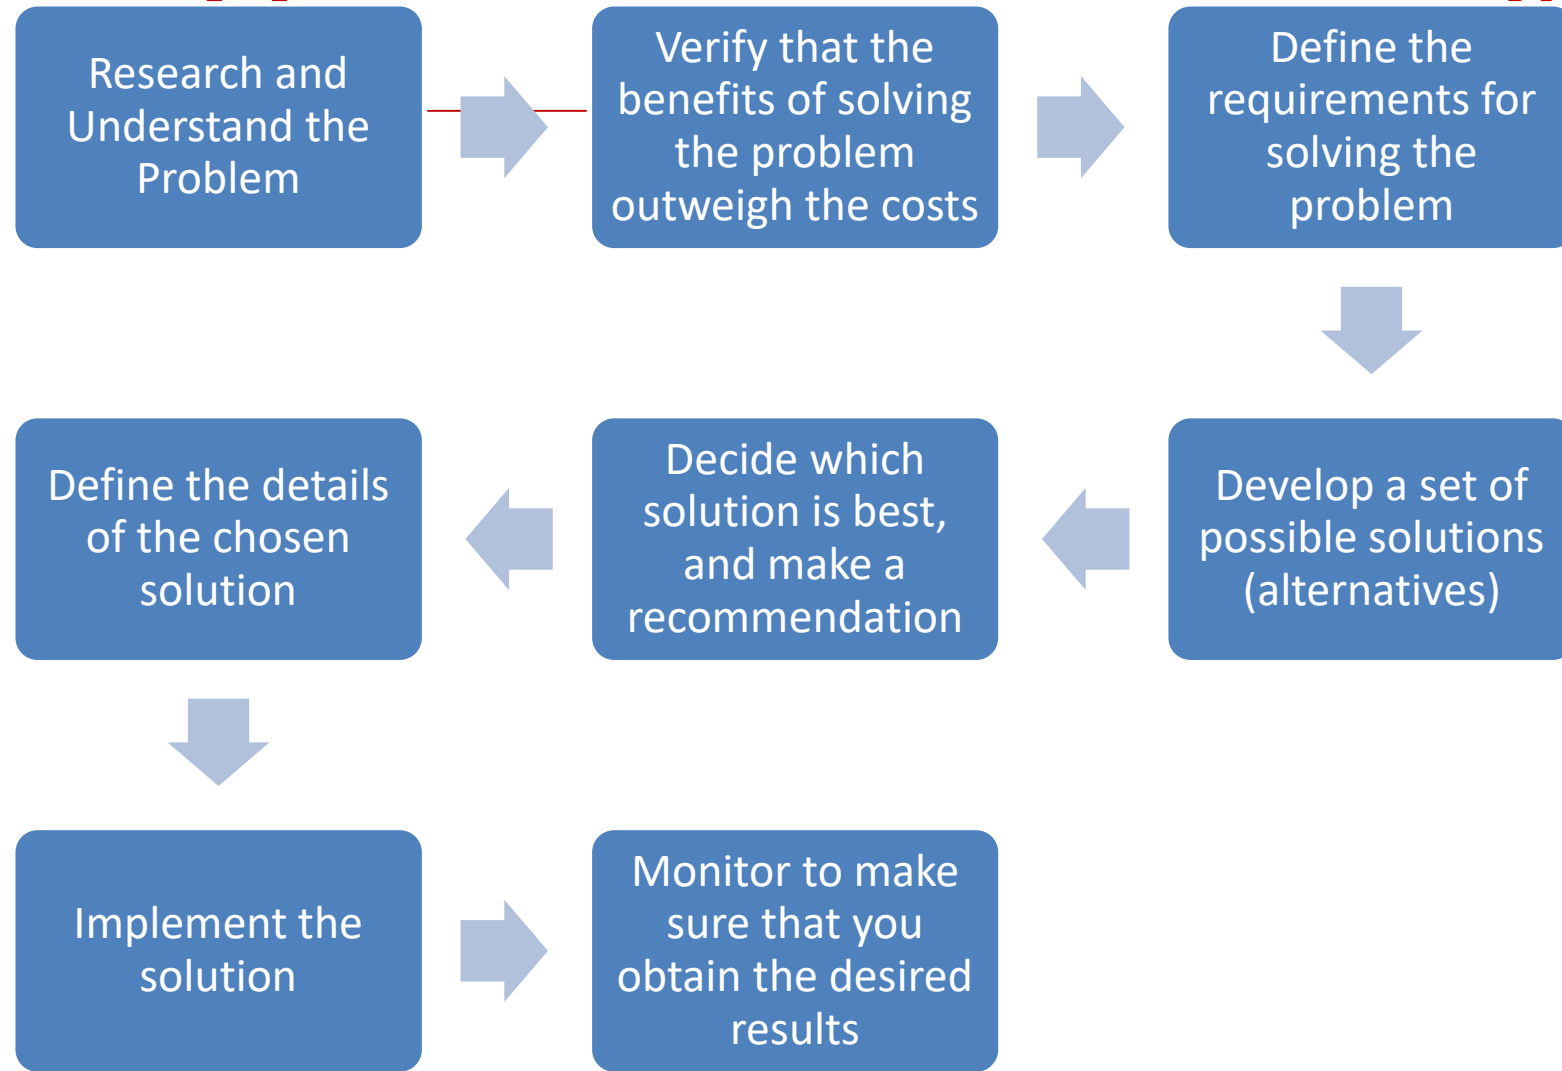 Research and
Understand the
Problem
Verify that the
benefits of solving
the problem
outweigh the costs
Define the
requirements for
solving the
problem
Develop a set of
possible solutions
(alternatives)
Decide which
solution is best,
and make a
recommendation
Define the details
of the chosen
solution
Implement the
solution
Monitor to make
sure that you
obtain the desired
results